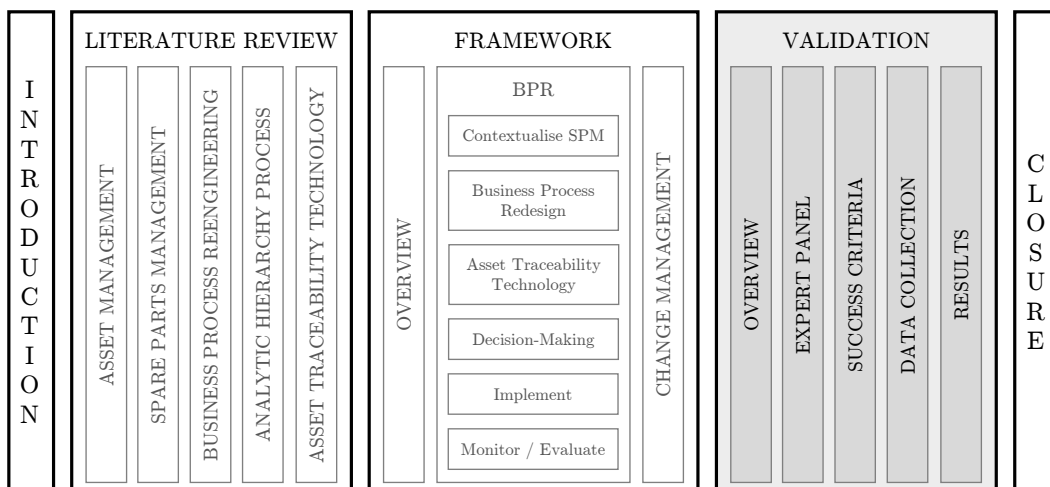 INTRODUCTION
LITERATURE REVIEW
ASSET MANAGEMENT
SPARE PARTS MANAGEMENT
BUSINESS PROCESS REENGINEERING
ANALYTIC HIERARCHY PROCESS
ASSET TRACEABILITY TECHNOLOGY
FRAMEWORK
OVERVIEW
BPR
Contextualise SPM
Business Process
Redesign
Asset Traceability
Technology
Decision-Making
Implement
Monitor / Evaluate
CHANGE MANAGEMENT
VALIDATION
OVERVIEW
EXPERT PANEL
SUCCESS CRITERIA
DATA COLLECTION
RESULTS
CLOSURE